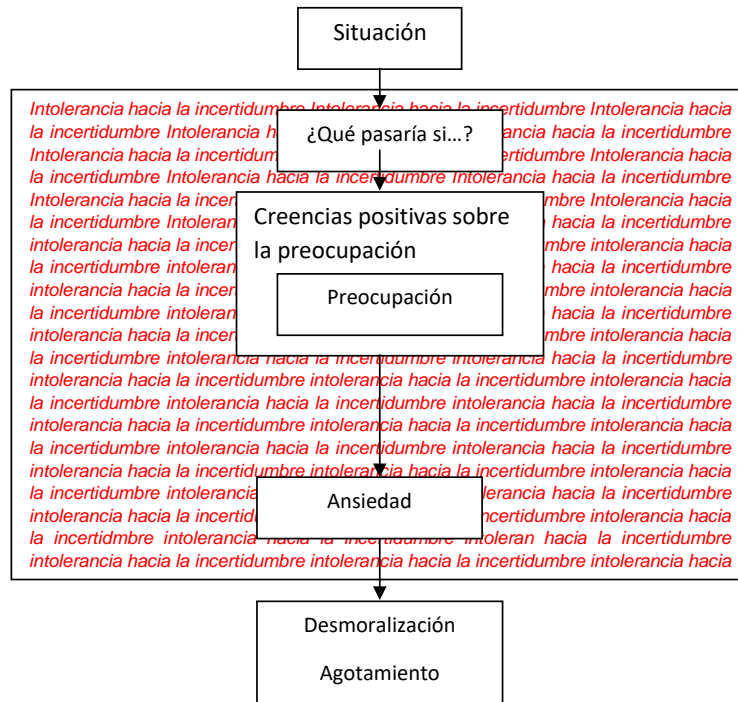 Situación
Intolerancia hacia la incertidumbre Intolerancia hacia la incertidumbre Intolerancia hacia
la incertidumbre Intolerancia hacia la incertidumbre
¿Qué pasaría si…?
Intolerancia hacia la Intolerancia hacia
la incertidumbre Intolerancia hacia la incertidumbre Intolerancia hacia la incertidumbre
Intolerancia hacia la Intolerancia hacia
Creencias positivas sobre
la incertidumbre hacia la incertidumbre
intolerancia hacia la intolerancia hacia
la preocupación
la incertidumbre hacia la incertidumbre
intolerancia hacia la intolerancia hacia
Preocupación
la incertidumbre hacia la incertidumbre
intolerancia hacia la intolerancia hacia
la incertidumbre intolerancia hacia la incertidumbre intolerancia hacia la incertidumbre
intolerancia hacia la incertidumbre intolerancia hacia la incertidumbre intolerancia hacia
la incertidumbre intolerancia hacia la incertidumbre intolerancia hacia la incertidumbre
intolerancia hacia la incertidumbre intolerancia hacia la incertidumbre intolerancia hacia
la incertidumbre intolerancia hacia la incertidumbre intolerancia hacia la incertidumbre
intolerancia hacia la incertidumbre intolerancia hacia la incertidumbre intolerancia hacia
la incertidumbre intolerancia hacia la incertidumbre
Ansiedad
intolerancia hacia la intolerancia hacia
la incertidmbre intolerancia hacia la incertidumbre intoleran hacia la incertidumbre
intolerancia hacia la incertidumbre intolerancia hacia la incertidumbre intolerancia hacia
Desmoralización
Agotamiento